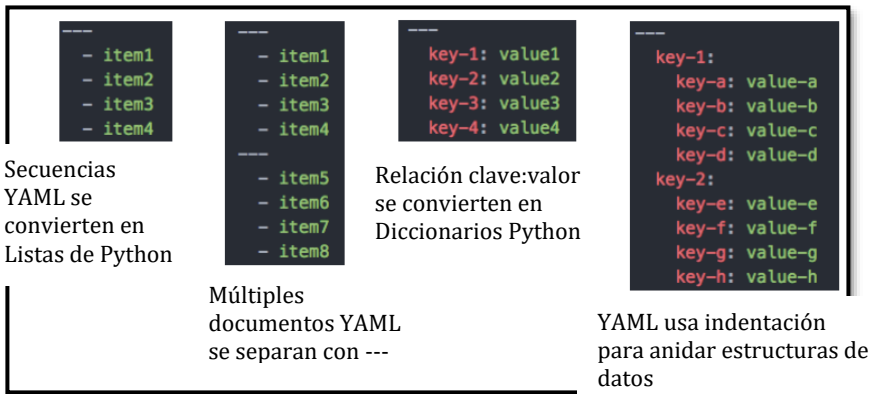 ---
- item1
- item2
- item3
- item4
Secuencias
YAML se
convierten en
Listas de Python
---
- item1
- item2
- item3
- item4
---
- item5
- item6
- item7
- item8
Múltiples
documentos YAML
se separan con ---
---
key-1: value1
key-2: value2
key-3: value3
key-4: value4
Relación clave:valor
se convierten en
Diccionarios Python
---
key-1:
key-a: value-a
key-b: value-b
key-c: value-c
key-d: value-d
key-2:
key-e: value-e
key-f: value-f
key-g: value-g
key-h: value-h
YAML usa indentación
para anidar estructuras de
datos